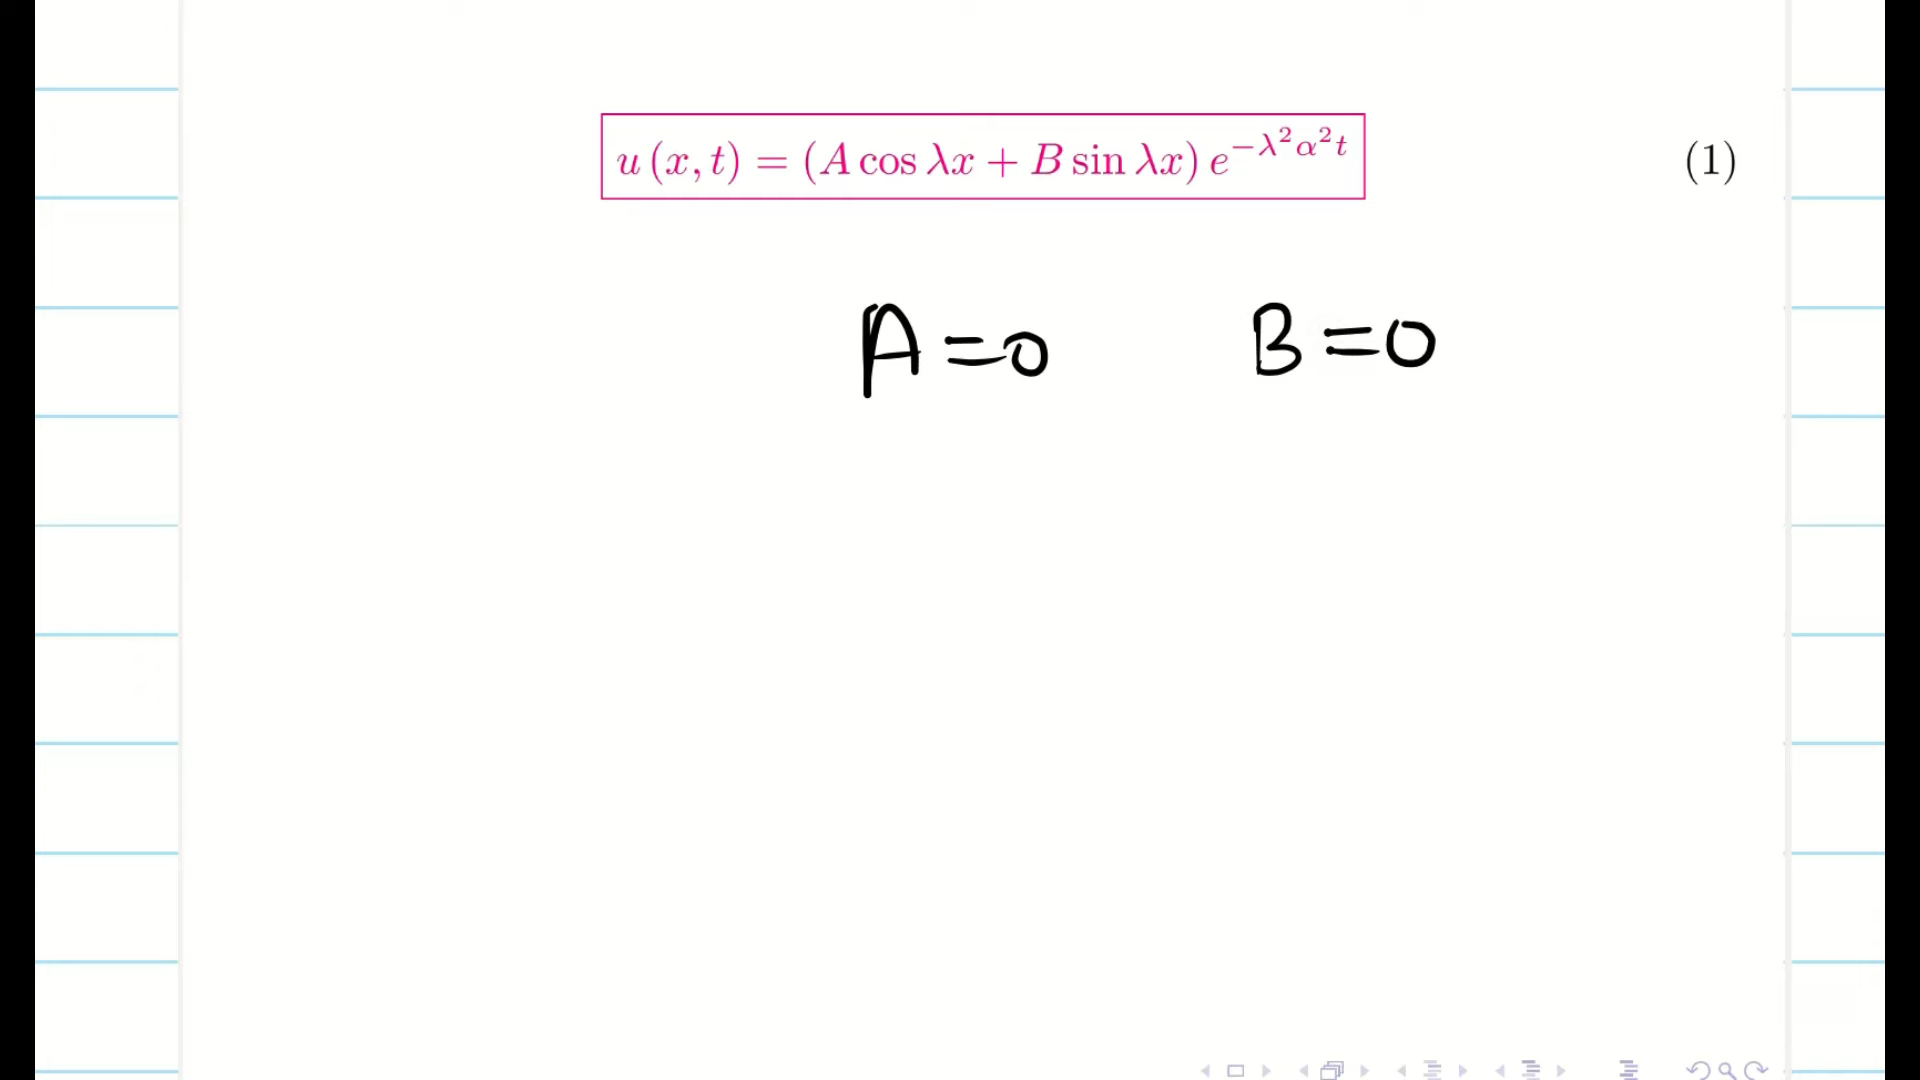 u (x, t) = (A cos λx + B sin λx) e^{−λ²α²t} (1)
A=0 B=0